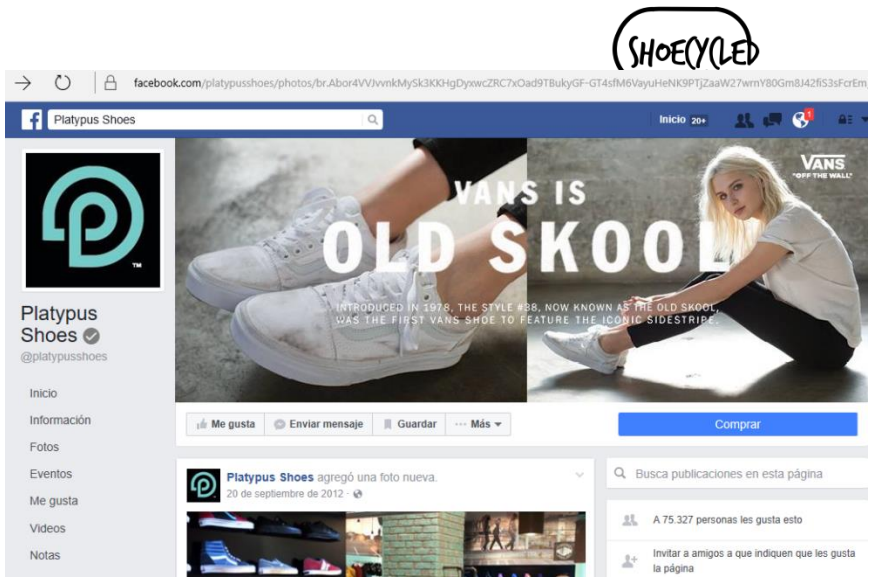 SHOECYCLED
facebook.com/platypusshoes/photos/br.Abor4VVJvvnkMySk3KKHgDyxwcZRC7xOad9TBukyGF-GT4sfM6VayuHeNK9PTjZaaW27wrnY80Gm8J42fiS3sFcrEm
Platypus Shoes
Inicio 20+
1
VANS
"OFF THE WALL"
VANS IS
OLD SKOOL
INTRODUCED IN 1978, THE STYLE #38, NOW KNOWN AS THE OLD SKOOL,
WAS THE FIRST VANS SHOE TO FEATURE THE ICONIC SIDESTRIPE.
TM
Platypus
Shoes
@platypusshoes
Inicio
Información
Fotos
Eventos
Me gusta
Videos
Notas
Me gusta
Enviar mensaje
Guardar
Más
Comprar
Platypus Shoes agregó una foto nueva.
20 de septiembre de 2012 ·
Busca publicaciones en esta página
A 75.327 personas les gusta esto
Invitar a amigos a que indiquen que les gusta
la página